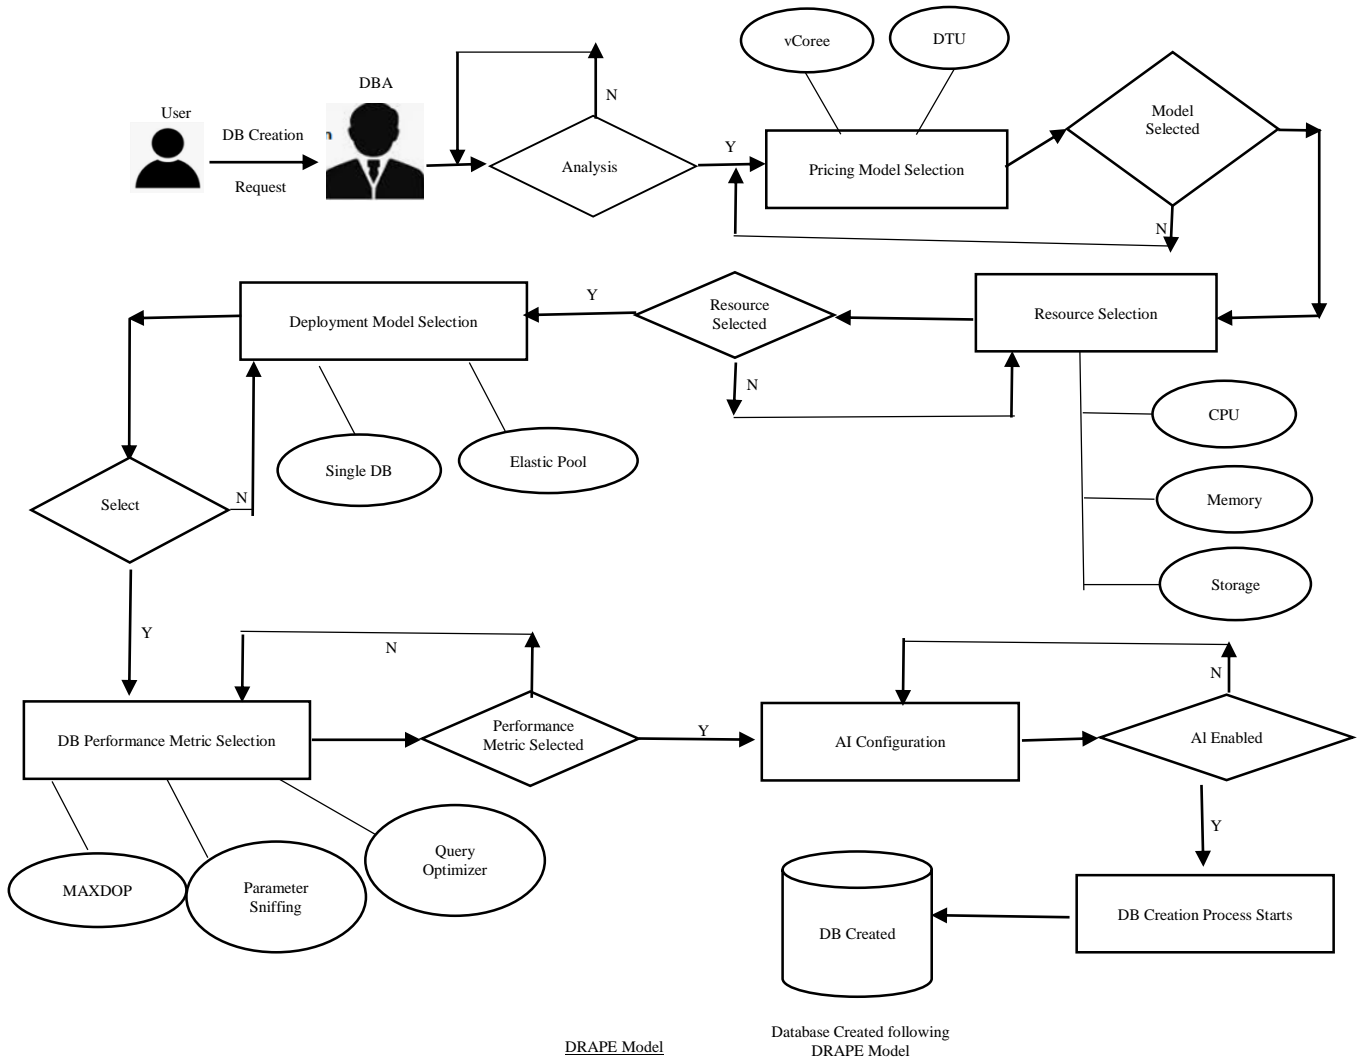 vCoree
DTU
DBA
User
DB Creation
Request
n
N
Analysis
Y
Pricing Model Selection
Model
Selected
N
Deployment Model Selection
Y
Resource
Selected
Resource Selection
N
CPU
Single DB
Elastic Pool
Select
N
Memory
Storage
Y
N
N
DB Performance Metric Selection
Performance
Metric Selected
Y
AI Configuration
Al Enabled
Y
MAXDOP
Parameter
Sniffing
Query
Optimizer
DB Created
DB Creation Process Starts
DRAPE Model
Database Created following
DRAPE Model